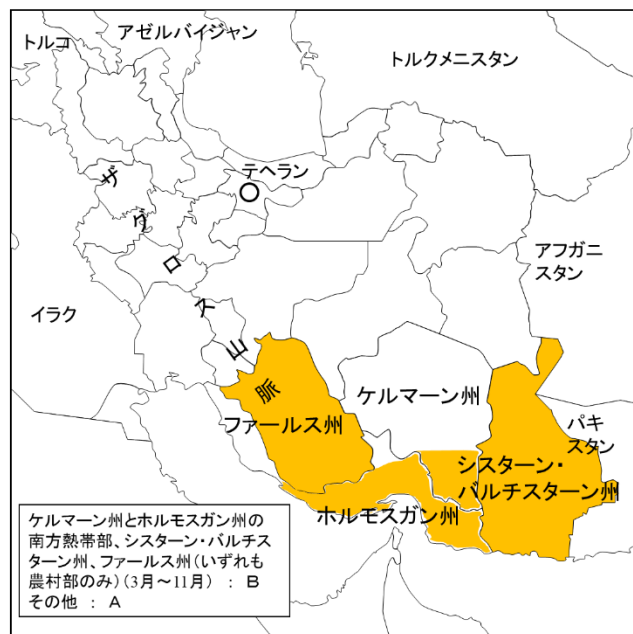 トルコ
アゼルバイジャン
トルクメニスタン
テヘラン
ザダロス山脈
アフガニ
スタン
イラク
ケルマーン州
ファールス州
パキ
スタン
シスターン・
バルチスターン州
ホルモスガン州
ケルマーン州とホルモスガン州の
南方熱帯部、シスターン・バルチス
ターン州、ファールス州(いずれも
農村部のみ)(3月～11月) : B
その他 : A